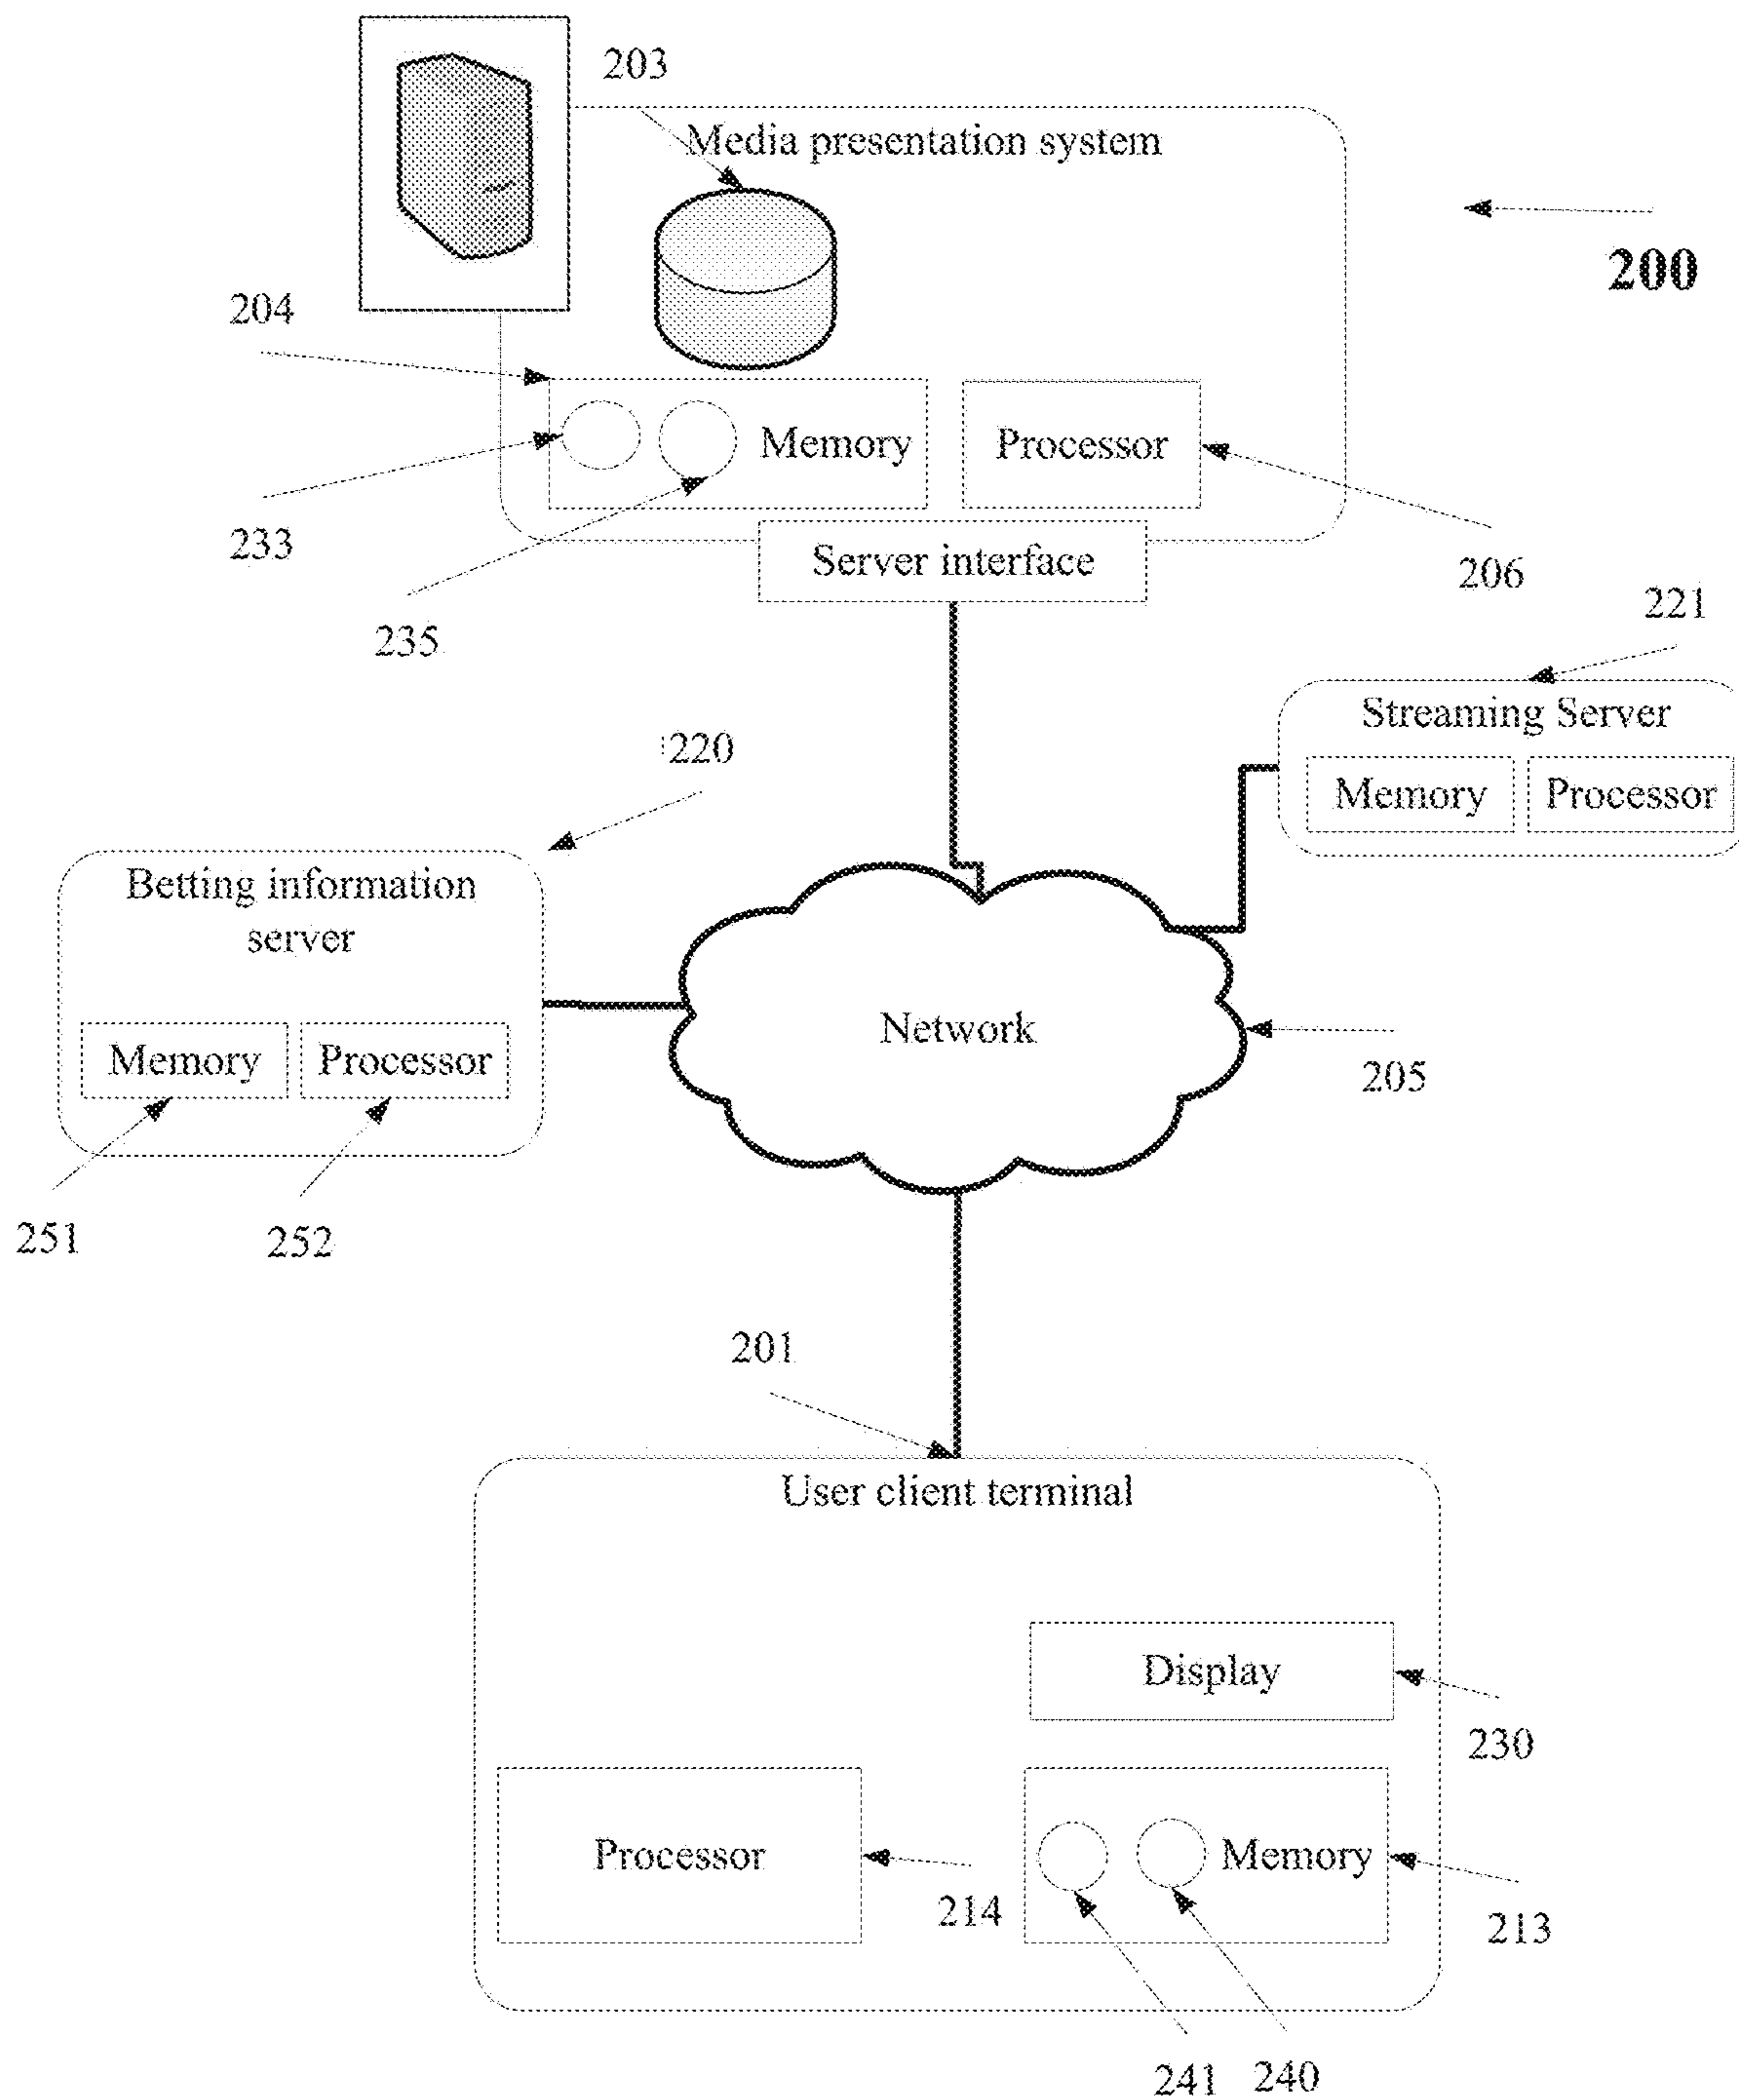 203
Media presentation system
200
204
Memory
Processor
233
Server interface
206
235
221
Streaming Server
Memory
Processor
220
Betting information
server
Network
Memory
Processor
205
251
252
201
User client terminal
Display
230
Processor
Memory
214
213
241
240